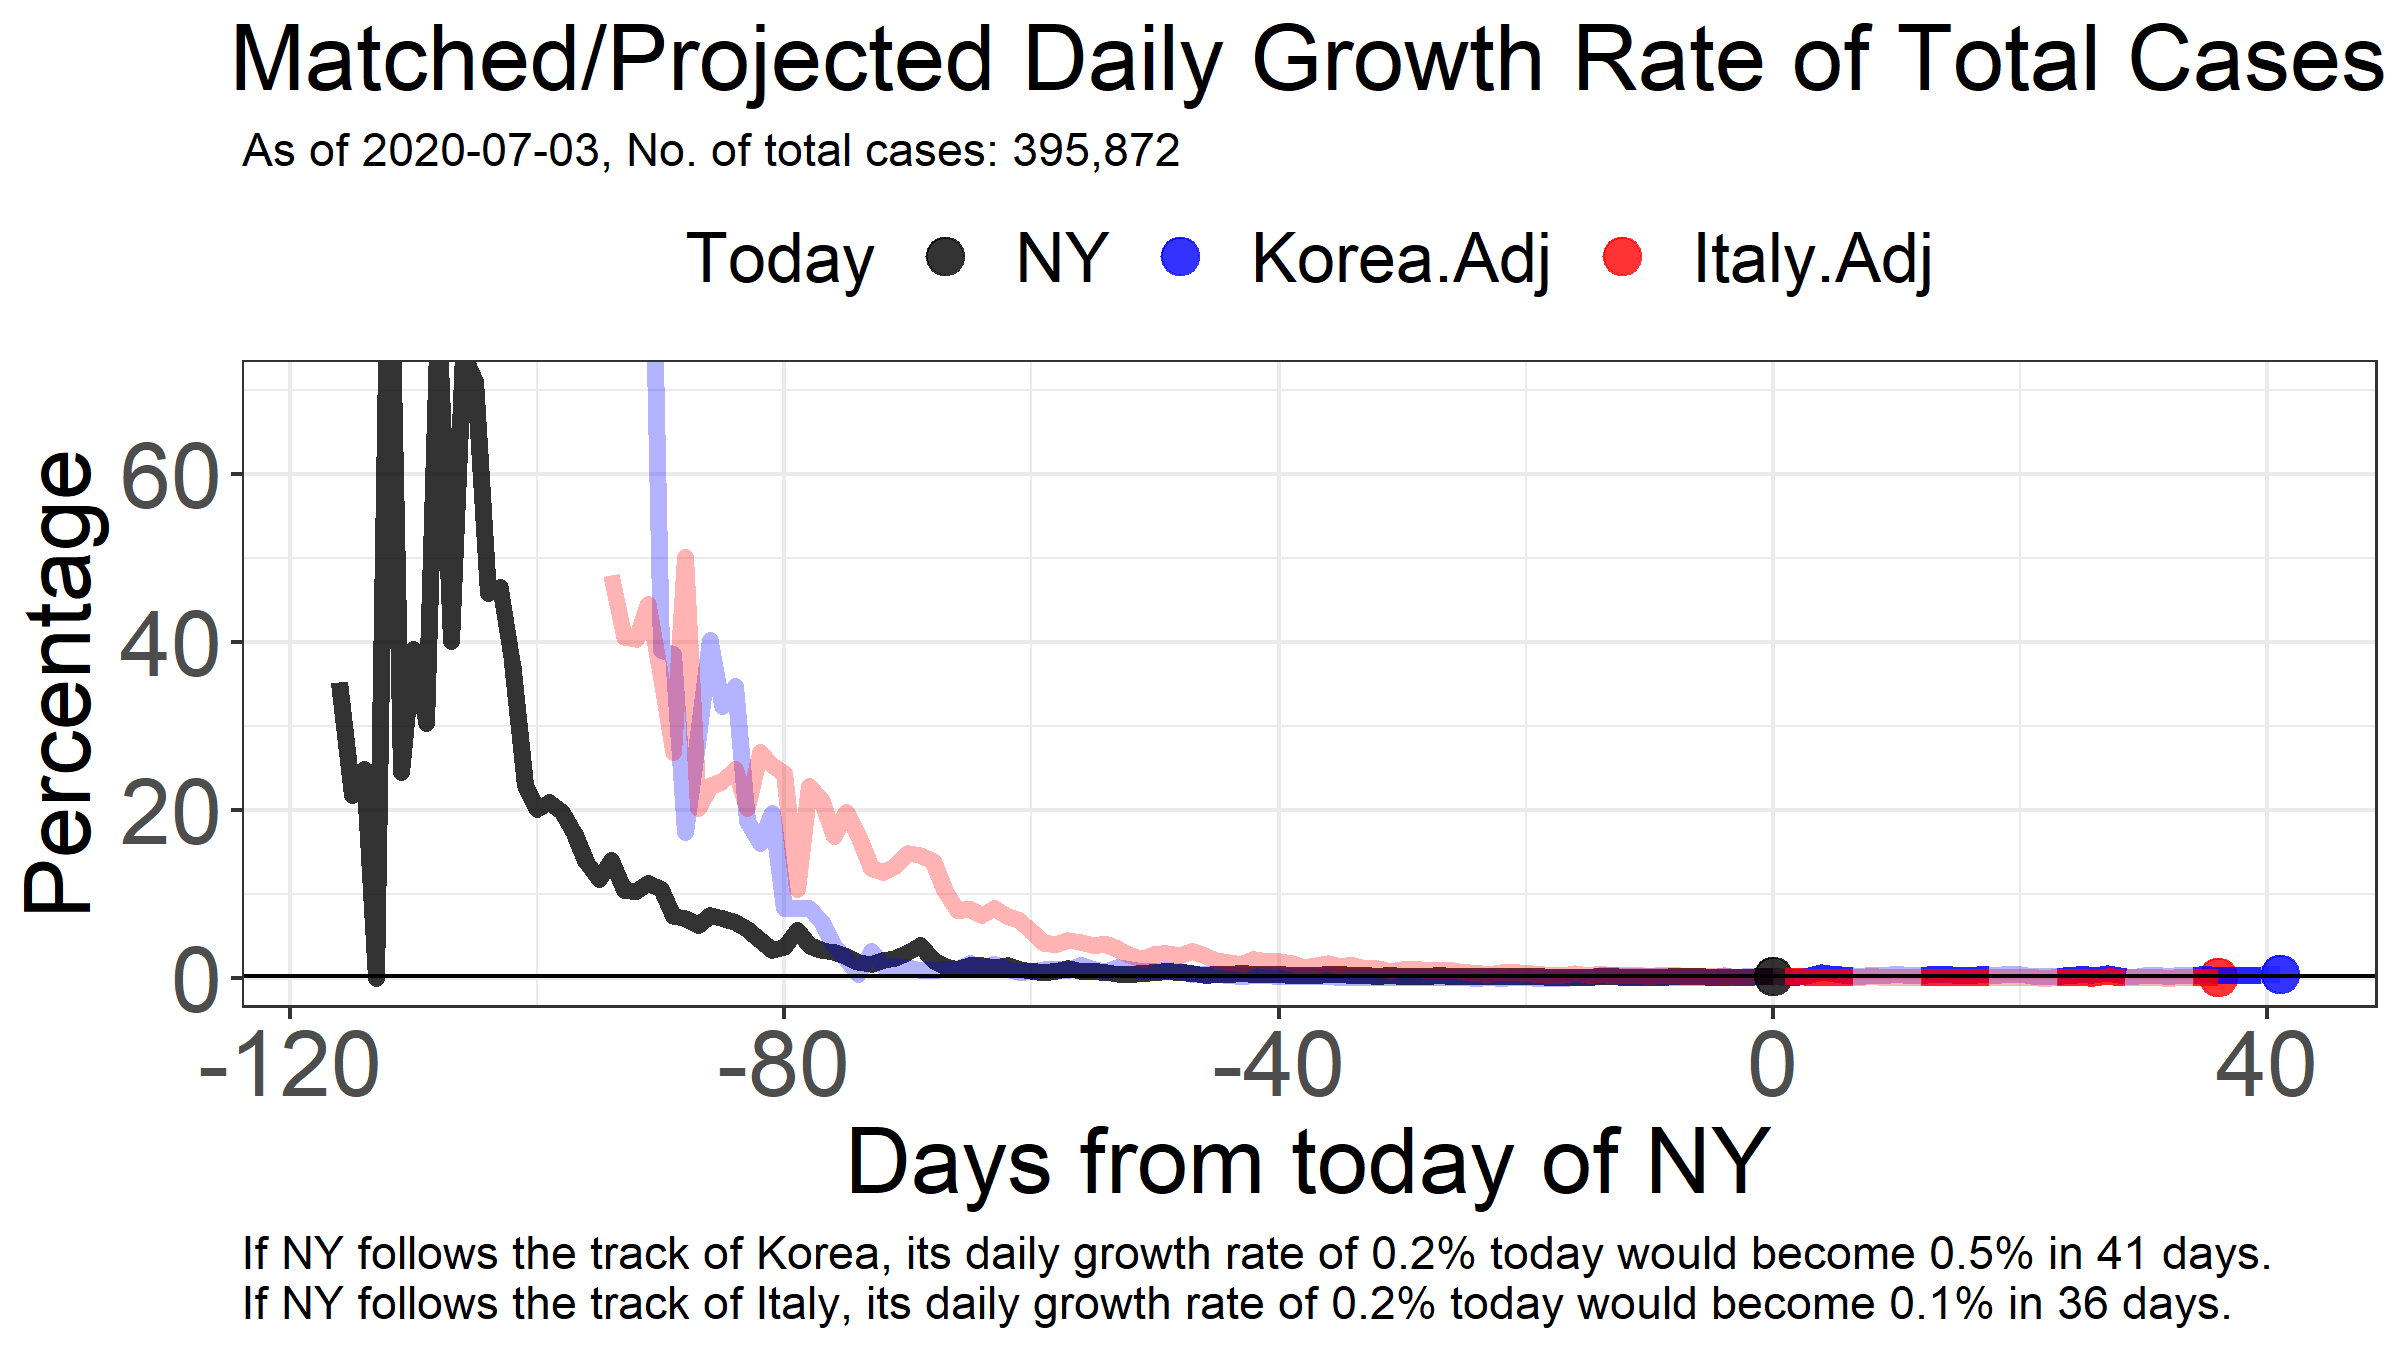 Matched/Projected Daily Growth Rate of Total Cases
As of 2020-07-03, No. of total cases: 395,872
Today NY Korea.Adj Italy.Adj
Percentage
60
40
20
0
-120 -80 -40 0 40
Days from today of NY
If NY follows the track of Korea, its daily growth rate of 0.2% today would become 0.5% in 41 days.
If NY follows the track of Italy, its daily growth rate of 0.2% today would become 0.1% in 36 days.